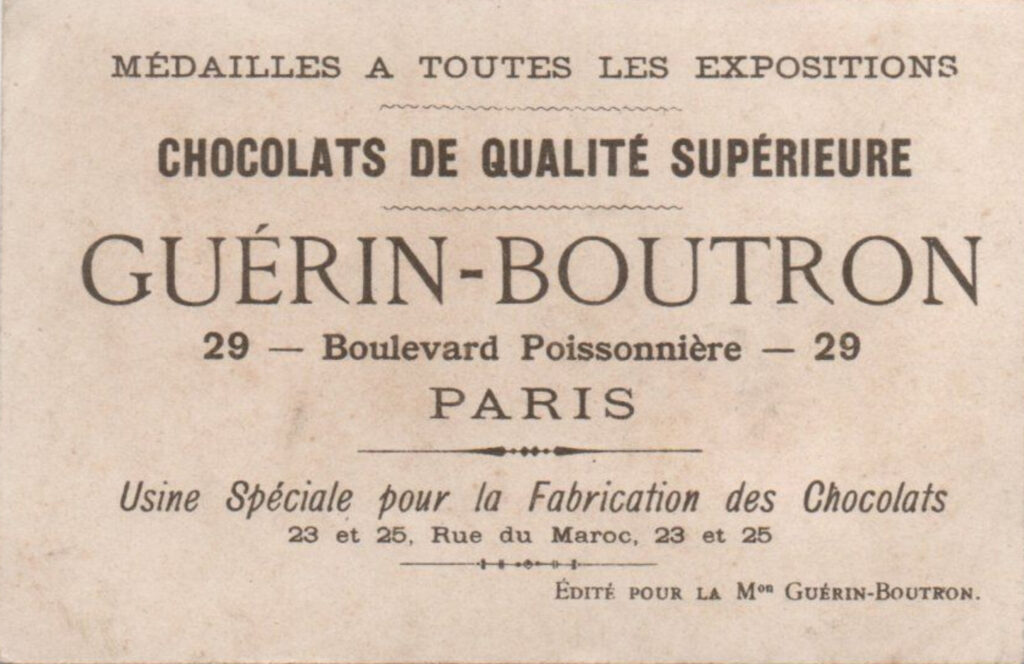 MÉDAILLES A TOUTES LES EXPOSITIONS
CHOCOLATS DE QUALITÉ SUPÉRIEURE
GUÉRIN-BOUTRON
29 — Boulevard Poissonnière — 29
PARIS
Usine Spéciale pour la Fabrication des Chocolats
23 et 25, Rue du Maroc, 23 et 25
ÉDITÉ POUR LA Mon GUÉRIN-BOUTRON.